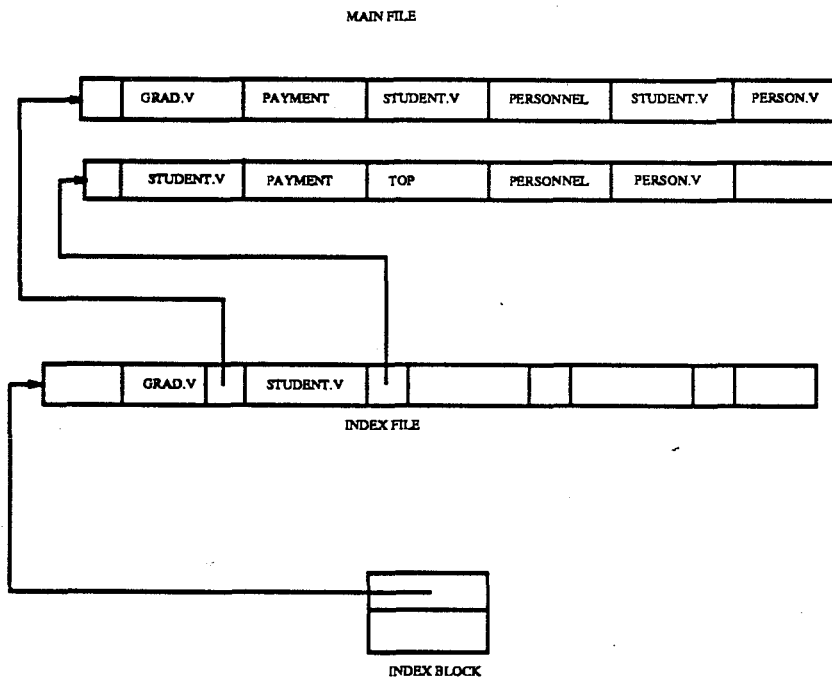 MAIN FILE
GRAD.V PAYMENT STUDENT.V PERSONNEL STUDENT.V PERSON.V
STUDENT.V PAYMENT TOP PERSONNEL PERSON.V
GRAD.V STUDENT.V
INDEX FILE
INDEX BLOCK